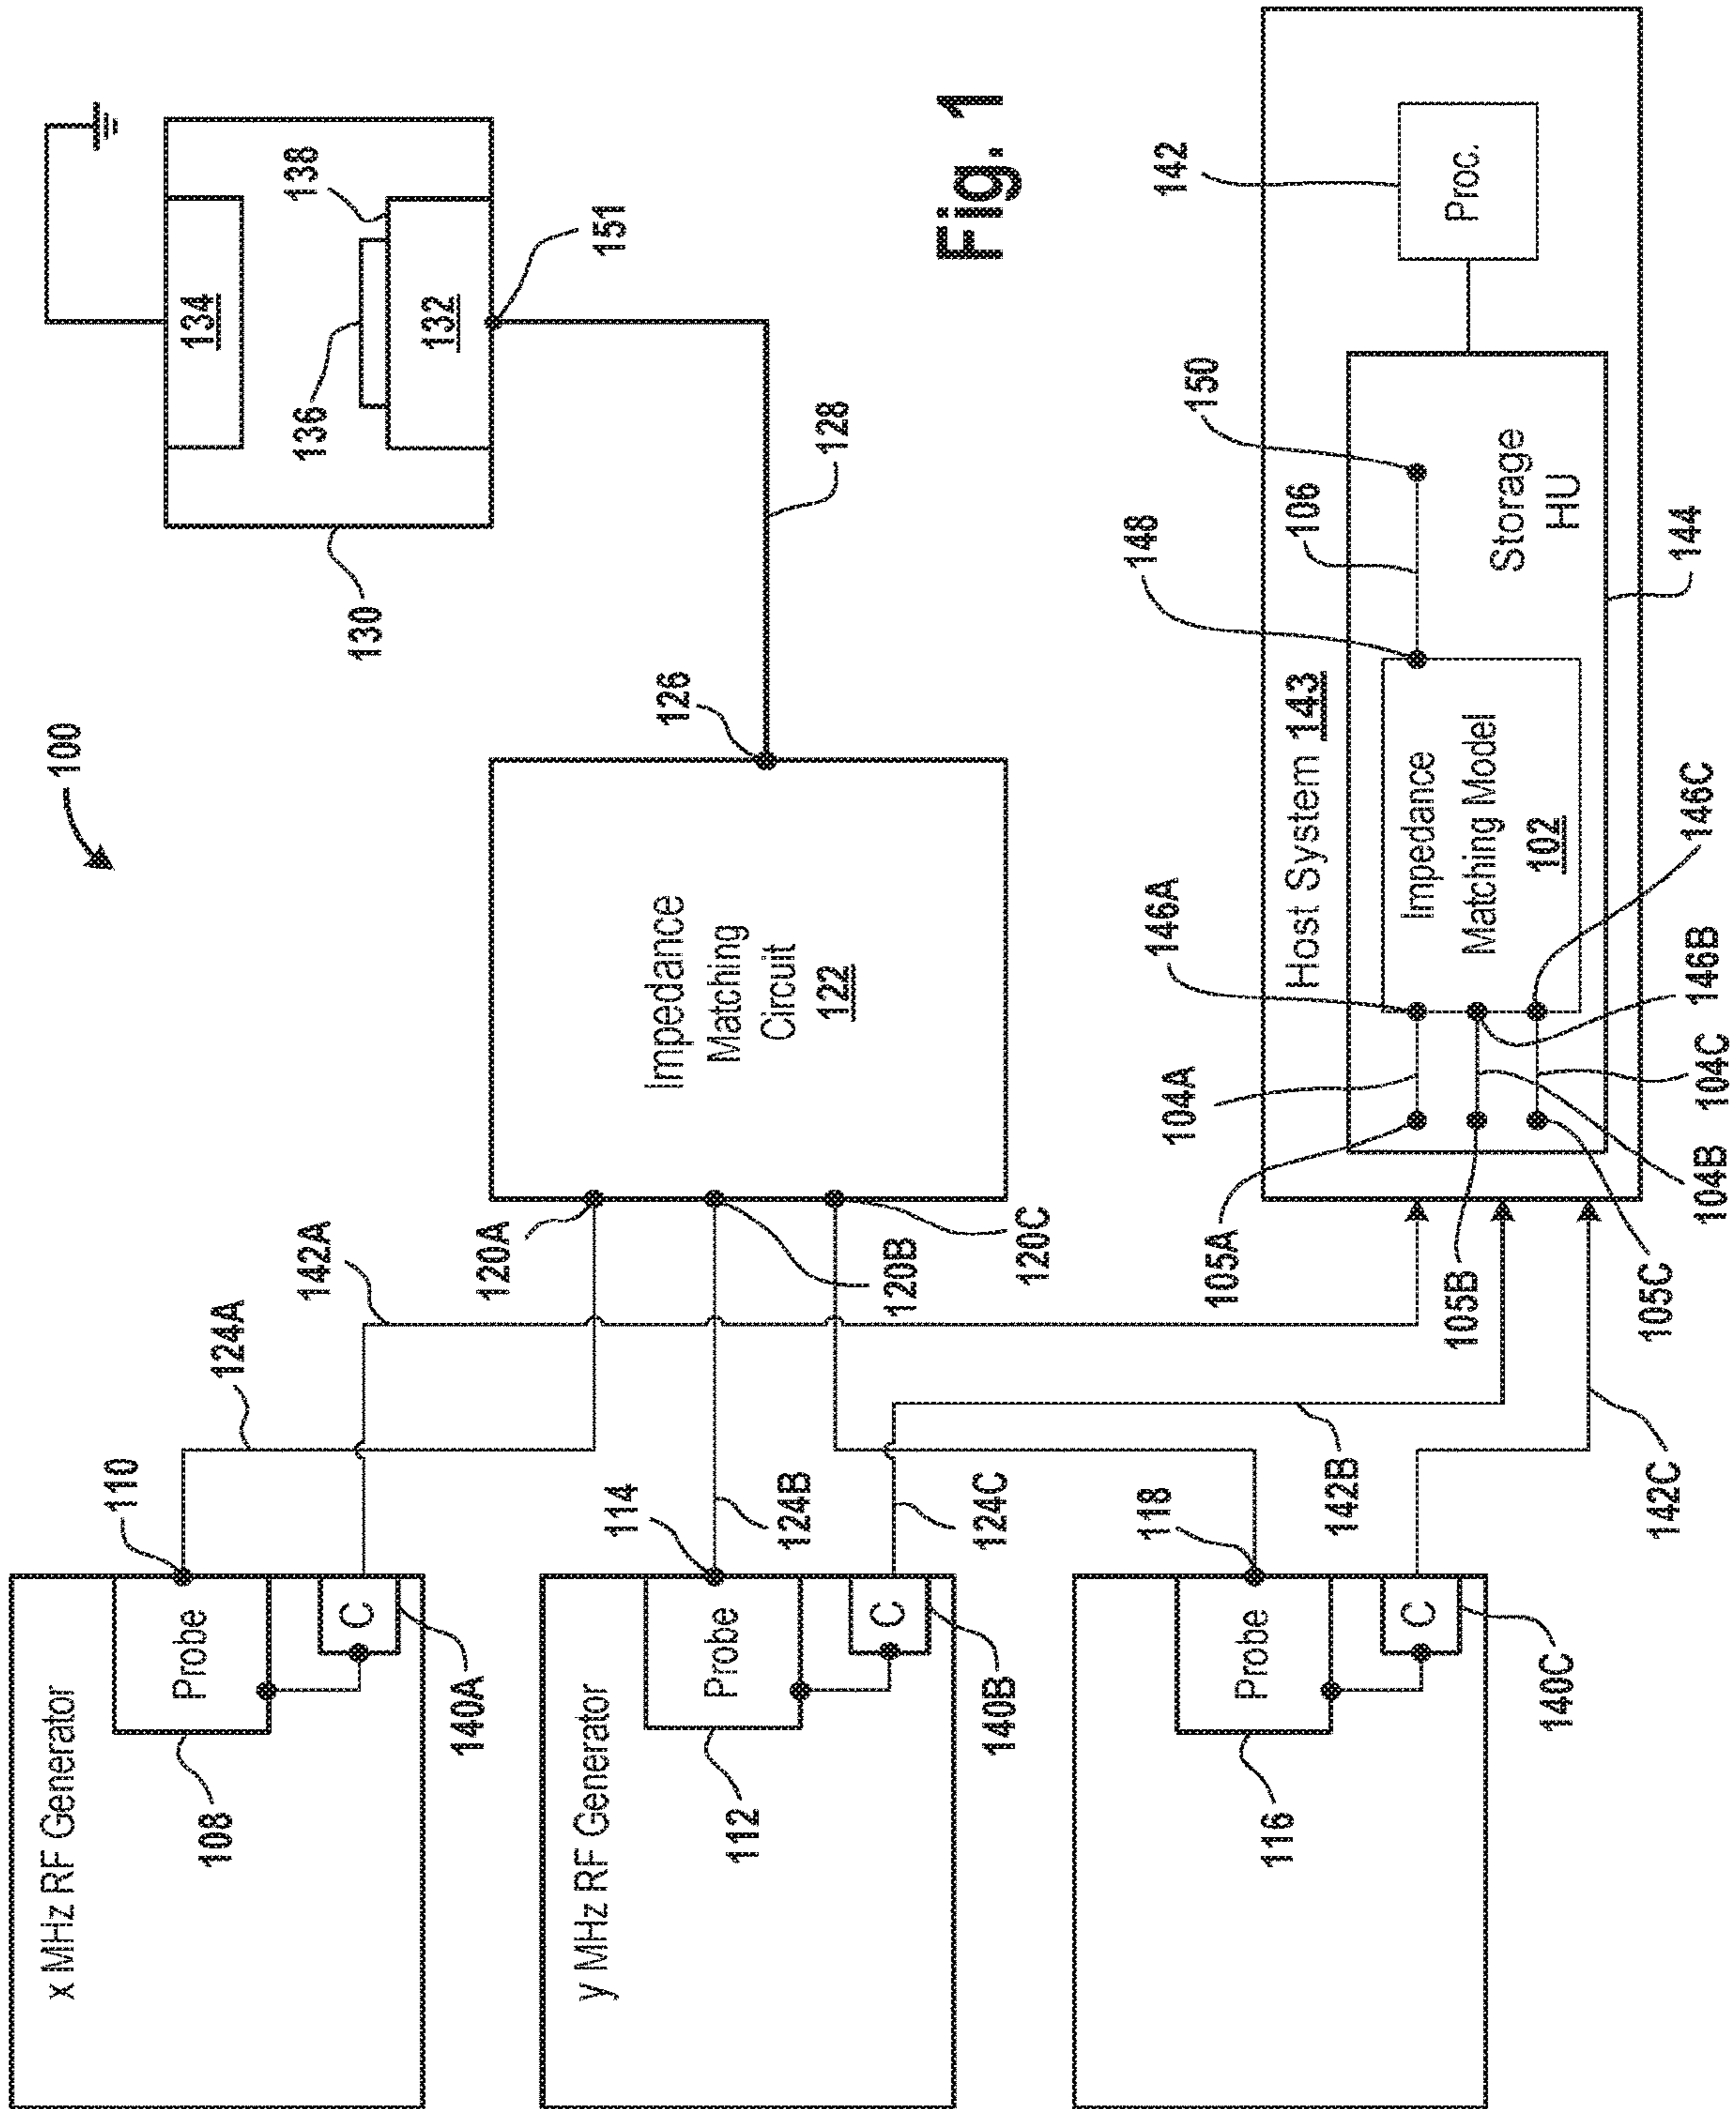 100
x MHz RF Generator
Probe
C
108
110
140A
124A
142A
y MHz RF Generator
Probe
C
112
114
140B
124B
124C
142B
Probe
C
116
118
140C
142C
120A
120B
120C
Impedance
Matching
Circuit
122
126
128
130
134
136
138
132
151
Fig. 1
Host System 143
104A
105A
105B
105C
104B
104C
146A
146B
146C
Impedance
Matching Model
102
148
106
150
Storage
HU
144
142
Proc.